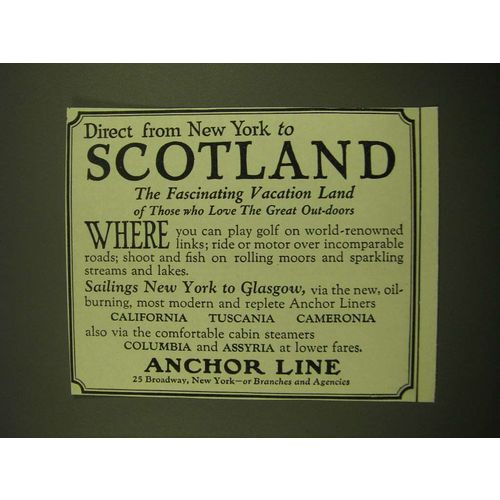 Direct from New York to
SCOTLAND
The Fascinating Vacation Land
of Those who Love The Great Out-doors
WHERE you can play golf on world-renowned
links; ride or motor over incomparable
roads; shoot and fish on rolling moors and sparkling
streams and lakes.
Sailings New York to Glasgow, via the new, oil-
burning, most modern and replete Anchor Liners
CALIFORNIA TUSCANIA CAMERONIA
also via the comfortable cabin steamers
COLUMBIA and ASSYRIA at lower fares.
ANCHOR LINE
25 Broadway, New York—or Branches and Agencies